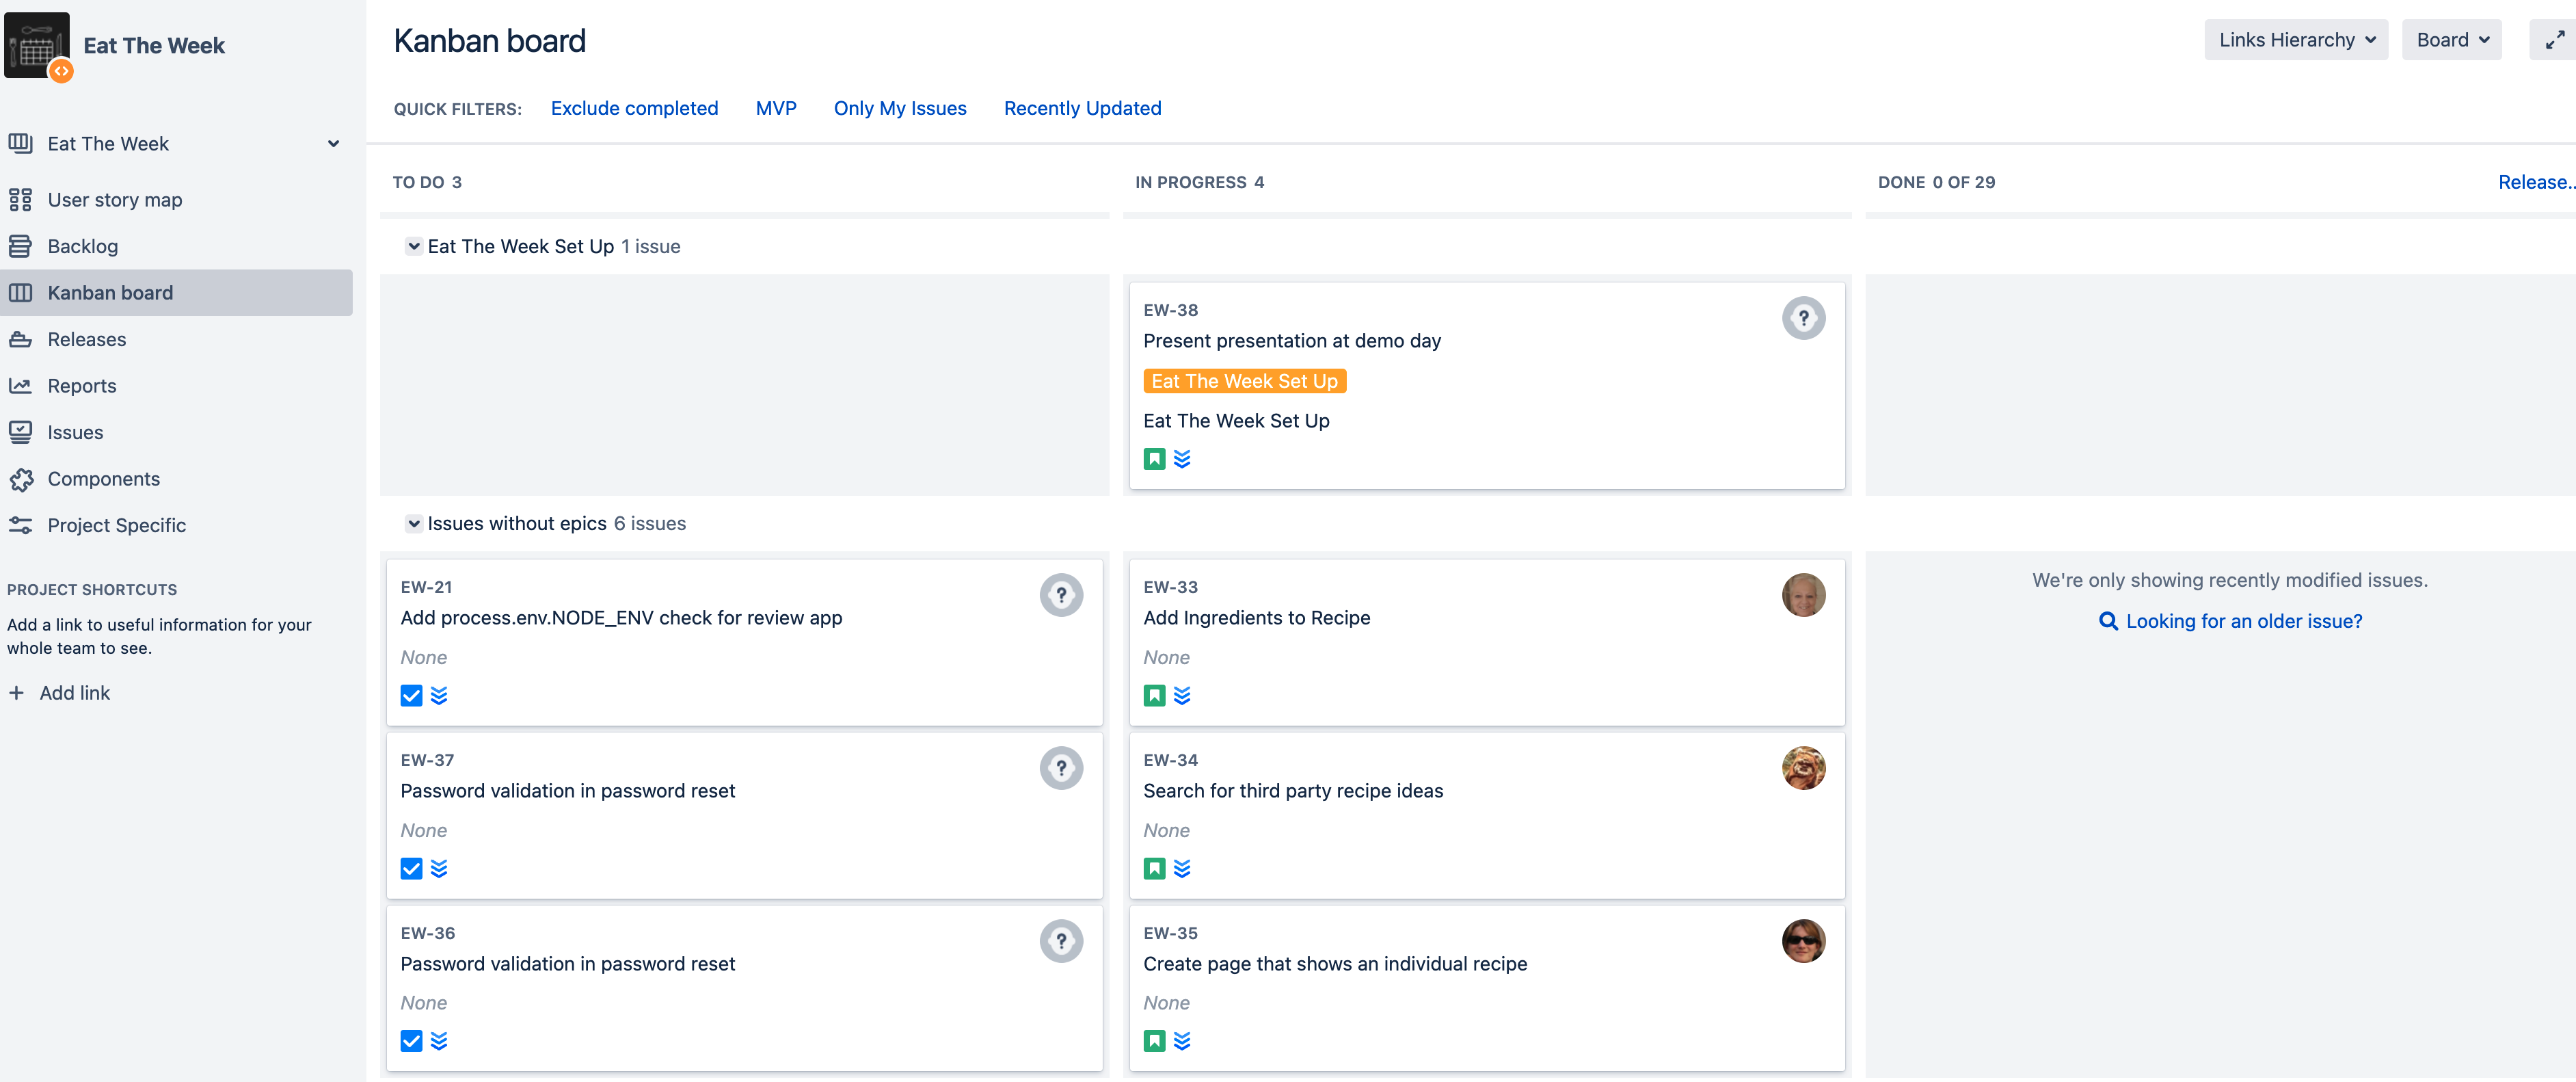 Eat The Week
Eat The Week
User story map
Backlog
Kanban board
Releases
Reports
Issues
Components
Project Specific
PROJECT SHORTCUTS
Add a link to useful information for your
whole team to see.
+ Add link
Kanban board
Links Hierarchy
Board
QUICK FILTERS: Exclude completed MVP Only My Issues Recently Updated
TO DO 3
IN PROGRESS 4
DONE 0 OF 29
Release..
Eat The Week Set Up 1 issue
EW-38
?
Present presentation at demo day
Eat The Week Set Up
Eat The Week Set Up
Issues without epics 6 issues
EW-21
?
Add process.env.NODE_ENV check for review app
None
EW-37
?
Password validation in password reset
None
EW-36
?
Password validation in password reset
None
EW-33
Add Ingredients to Recipe
None
EW-34
Search for third party recipe ideas
None
EW-35
Create page that shows an individual recipe
None
We're only showing recently modified issues.
Looking for an older issue?